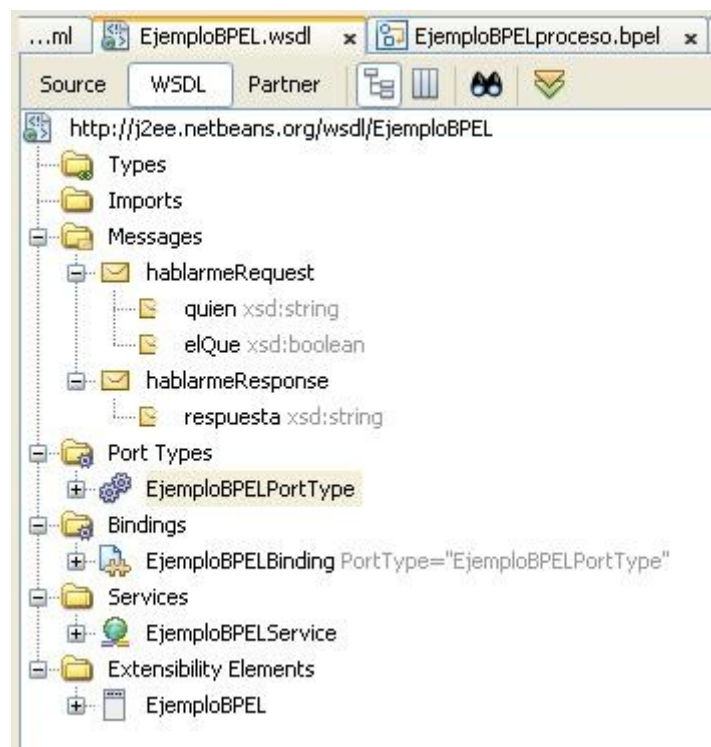 ...ml EjemploBPEL.wsdl x EjemploBPELproceso.bpel x
Source WSDL Partner
http://j2ee.netbeans.org/wsdl/EjemploBPEL
Types
Imports
Messages
hablarmeRequest
quien xsd:string
elQue xsd:boolean
hablarmeResponse
respuesta xsd:string
Port Types
EjemploBPELPortType
Bindings
EjemploBPELBinding PortType="EjemploBPELPortType"
Services
EjemploBPELService
Extensibility Elements
EjemploBPEL